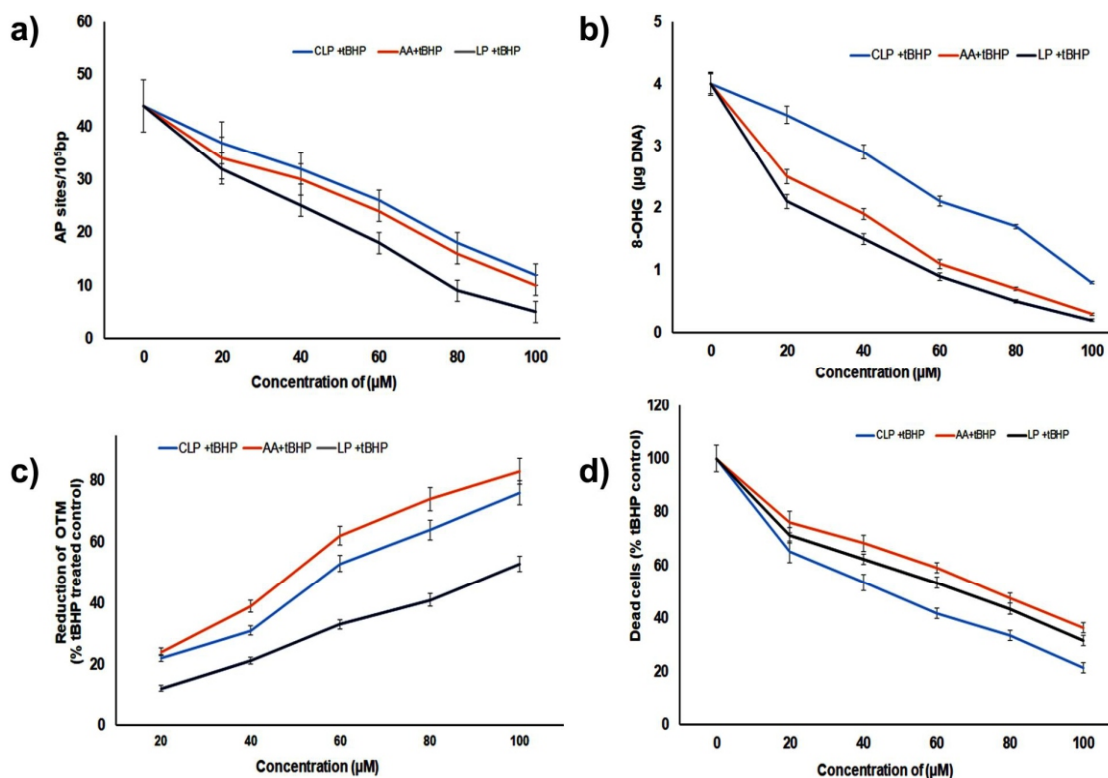 a)
60
50
40
30
20
10
0
AP sites/10⁵bp
CLP +tBHP AA+tBHP LP +tBHP
0 20 40 60 80 100
Concentration of (µM)
b)
5
4
3
2
1
0
8-OHG (µg DNA)
CLP +tBHP AA+tBHP LP +tBHP
0 20 40 60 80 100
Concentration (µM)
c)
80
60
40
20
0
Reduction of OTM
(% tBHP treated control)
CLP +tBHP AA+tBHP LP +tBHP
20 40 60 80 100
Concentration (µM)
d)
120
100
80
60
40
20
0
Dead cells (% tBHP control)
CLP +tBHP AA+tBHP LP +tBHP
0 20 40 60 80 100
Concentration of (µM)